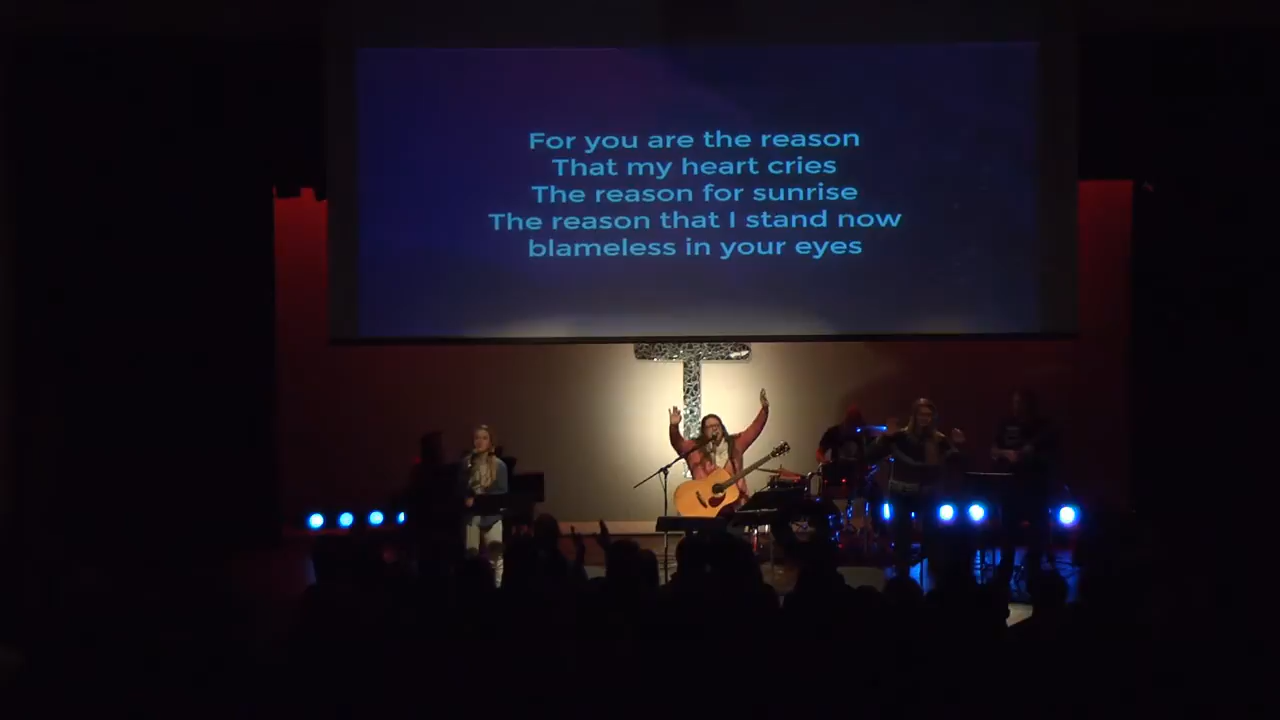 For you are the reason
That my heart cries
The reason for sunrise
The reason that I stand now
blameless in your eyes